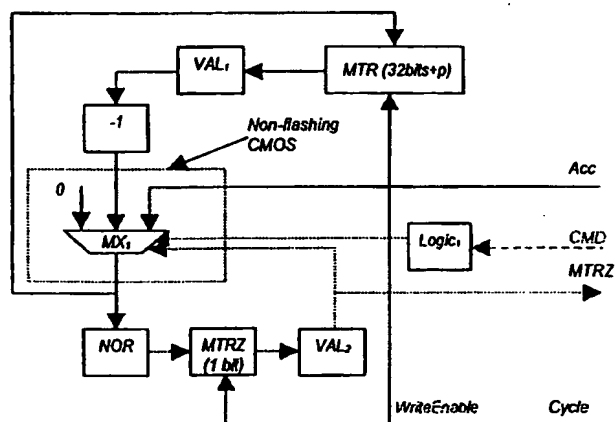 VAL₁
MTR (32bits+p)
-1
Non-flashing
CMOS
0
Acc
MX₁
Logic₁
CMD
MTRZ
NOR
MTRZ
(1 bit)
VAL₂
WriteEnable
Cycle